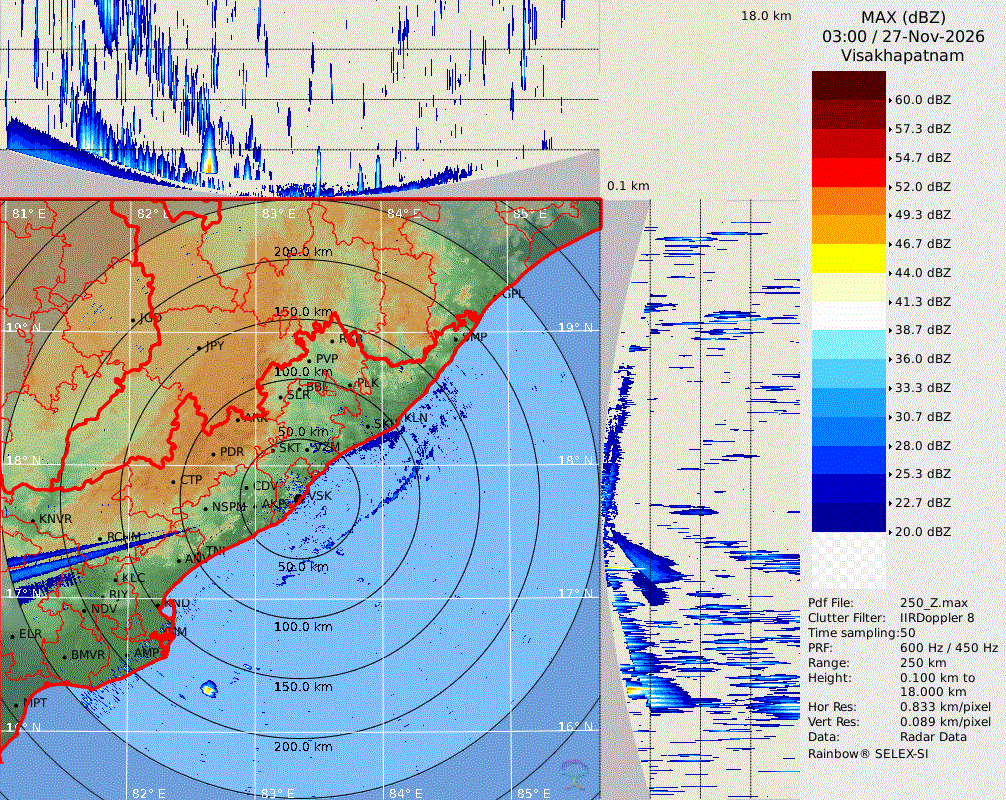 18.0 km
0.1 km
MAX (dBZ)
03:00 / 27-Nov-2026
Visakhapatnam
60.0 dBZ
57.3 dBZ
54.7 dBZ
52.0 dBZ
49.3 dBZ
46.7 dBZ
44.0 dBZ
41.3 dBZ
38.7 dBZ
36.0 dBZ
33.3 dBZ
30.7 dBZ
28.0 dBZ
25.3 dBZ
22.7 dBZ
20.0 dBZ
Pdf File: 250_Z.max
Clutter Filter: IIRDoppler 8
Time sampling:50
PRF: 600 Hz / 450 Hz
Range: 250 km
Height: 0.100 km to
18.000 km
Hor Res: 0.833 km/pixel
Vert Res: 0.089 km/pixel
Data: Radar Data
Rainbow® SELEX-SI
81° E 82° E 83° E 84° E 85° E
200.0 km
GPL
150.0 km
JGD
19° N 19° N
JPY
PVP
100.0 km
PLK
BBL
SLR
KLN
50.0 km
SKT VZM
PDR
18° N 18° N
CTP
CDV
VSK
NSPM AKP
KNVR
RCHM
TNI
50.0 km
KLC
RJY
17° N 17° N
NDV
KND
100.0 km
ELR
BMVR AMP
150.0 km
MPT
16° N 16° N
200.0 km
82° E 83° E 84° E 85° E